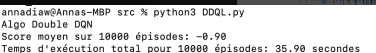 annadiaw@Annas-MBP src % python3 DDQL.py
Algo Double DQN
Score moyen sur 10000 épisodes: -0.90
Temps d'exécution total pour 10000 épisodes: 35.90 secondes